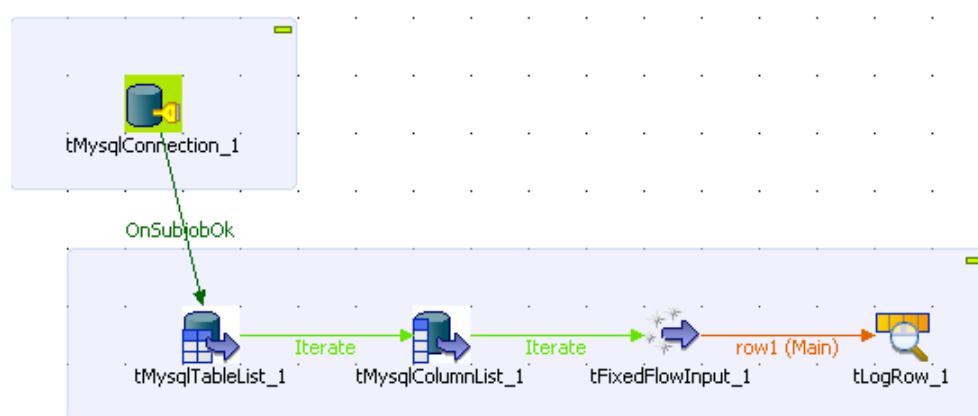 tMysqlConnection_1
OnSubjobOk
Iterate
Iterate
row1 (Main)
tMysqlTableList_1
tMysqlColumnList_1
tFixedFlowInput_1
tLogRow_1